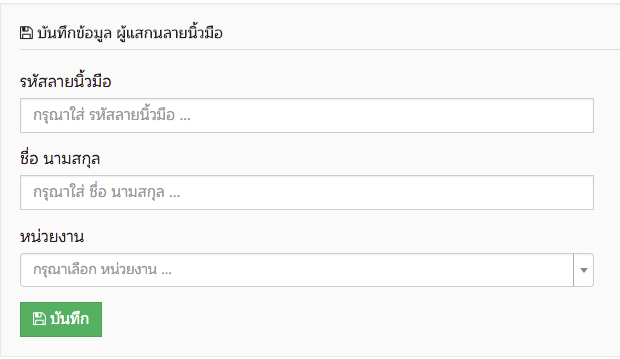 บันทึกข้อมูล ผู้แสกนลายนิ้วมือ
รหัสลายนิ้วมือ
กรุณาใส่ รหัสลายนิ้วมือ ...
ชื่อ นามสกุล
กรุณาใส่ ชื่อ นามสกุล ...
หน่วยงาน
กรุณาเลือก หน่วยงาน ...
บันทึก